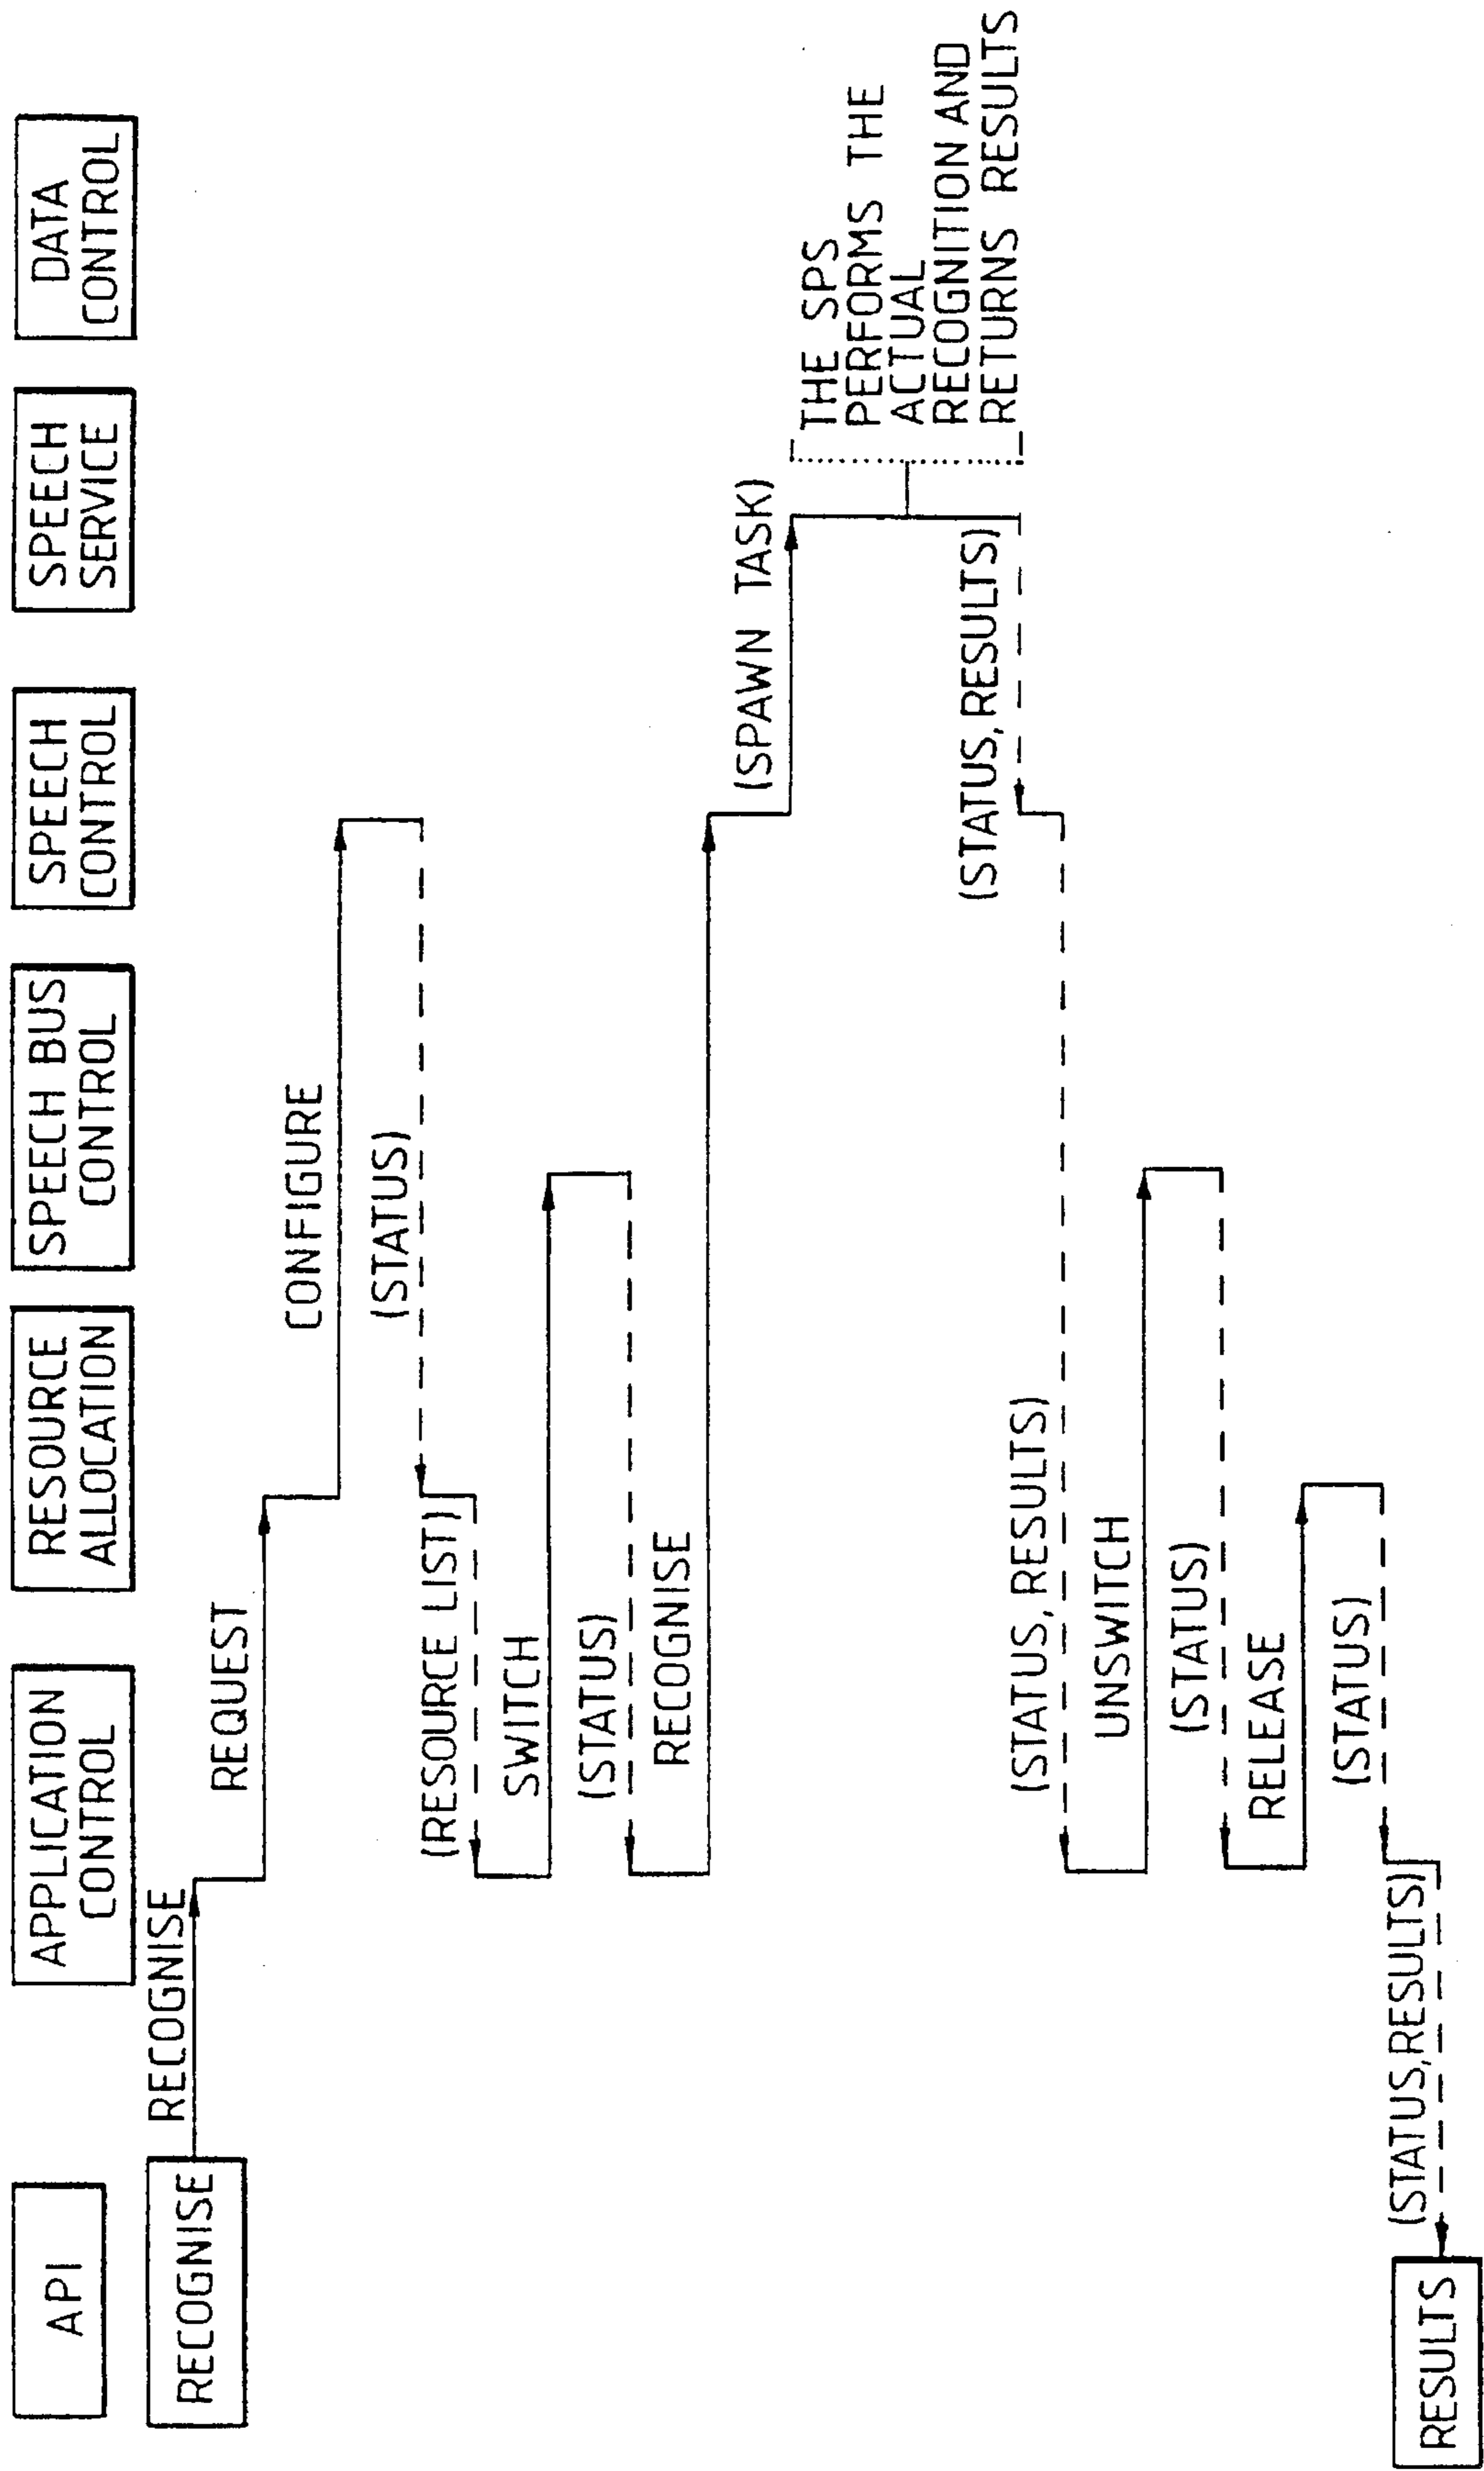 API
APPLICATION
CONTROL
RESOURCE
ALLOCATION
SPEECH BUS
CONTROL
SPEECH
CONTROL
SPEECH
SERVICE
DATA
CONTROL
RECOGNISE
RECOGNISE
REQUEST
CONFIGURE
(STATUS)
(RESOURCE LIST)
SWITCH
(STATUS)
RECOGNISE
(SPAWN TASK)
THE SPS
PERFORMS THE
ACTUAL
RECOGNITION AND
RETURNS RESULTS
(STATUS,RESULTS)
(STATUS, RESULTS)
UNSWITCH
(STATUS)
RELEASE
(STATUS)
(STATUS,RESULTS)
RESULTS